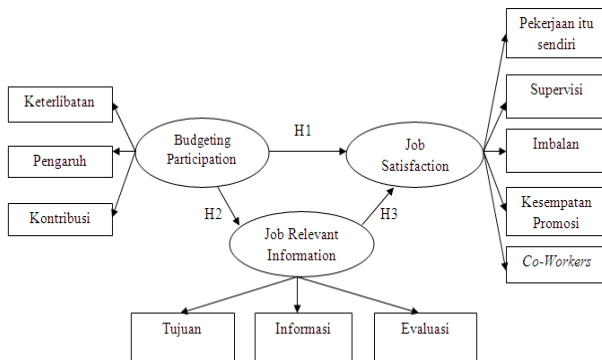 Pekerjaan itu
sendiri
Keterlibatan
Supervisi
Budgeting
Participation
H1
Job
Satisfaction
Pengaruh
Imbalan
Kontribusi
H2
H3
Kesempatan
Promosi
Job Relevant
Information
Co-Workers
Tujuan
Informasi
Evaluasi